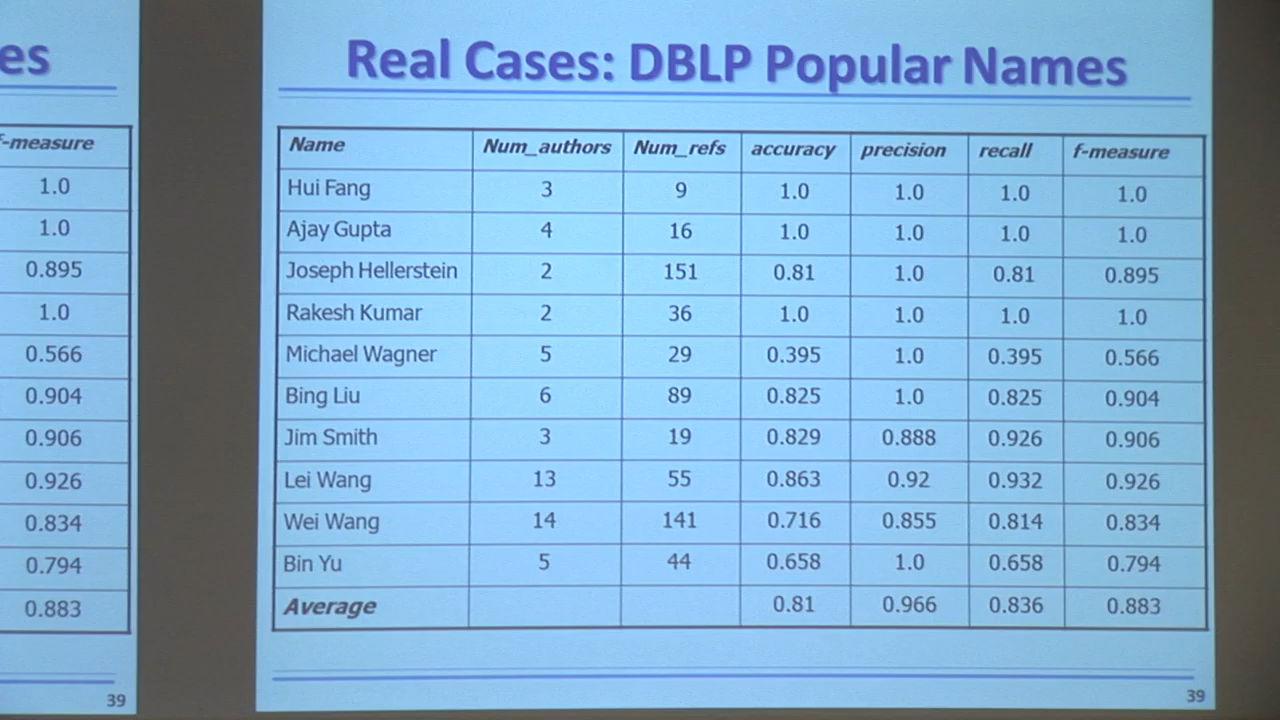 es
f-measure
1.0
1.0
0.895
1.0
0.566
0.904
0.906
0.926
0.834
0.794
0.883
39
Real Cases: DBLP Popular Names
Name Num_authors Num_refs accuracy precision recall f-measure
Hui Fang 3 9 1.0 1.0 1.0 1.0
Ajay Gupta 4 16 1.0 1.0 1.0 1.0
Joseph Hellerstein 2 151 0.81 1.0 0.81 0.895
Rakesh Kumar 2 36 1.0 1.0 1.0 1.0
Michael Wagner 5 29 0.395 1.0 0.395 0.566
Bing Liu 6 89 0.825 1.0 0.825 0.904
Jim Smith 3 19 0.829 0.888 0.926 0.906
Lei Wang 13 55 0.863 0.92 0.932 0.926
Wei Wang 14 141 0.716 0.855 0.814 0.834
Bin Yu 5 44 0.658 1.0 0.658 0.794
Average 0.81 0.966 0.836 0.883
39